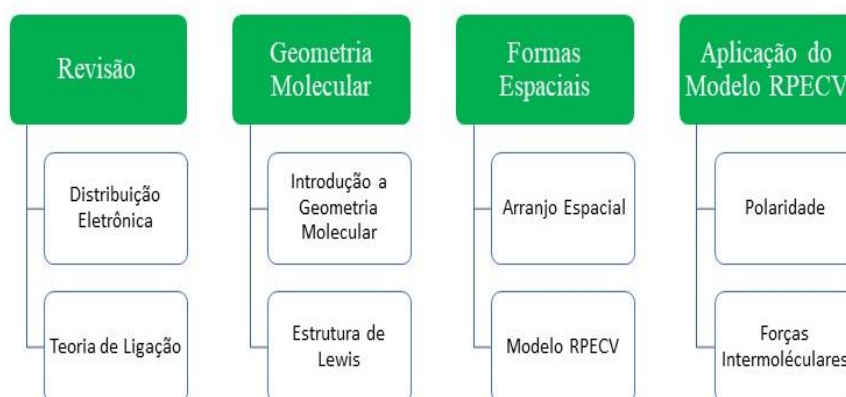 Revisão
Distribuição
Eletrônica
Teoria de Ligação
Geometria
Molecular
Introdução a
Geometria
Molecular
Estrutura de
Lewis
Formas
Espaciais
Arranjo Espacial
Modelo RPECV
Aplicação do
Modelo RPECV
Polaridade
Forças
Intermoléculares